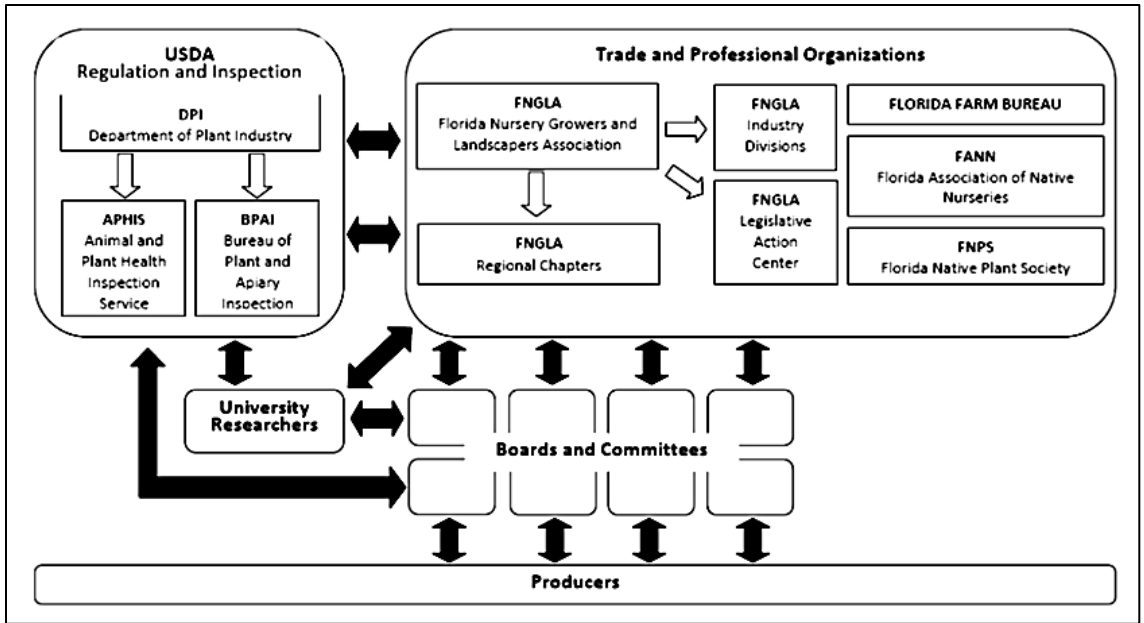 USDA
Regulation and Inspection
DPI
Department of Plant Industry
APHIS
Animal and
Plant Health
Inspection
Service
BPAI
Bureau of
Plant and
Apiary
Inspection
Trade and Professional Organizations
FNGLA
Florida Nursery Growers and
Landscapers Association
FNGLA
Regional Chapters
FNGLA
Industry
Divisions
FNGLA
Legislative
Action
Center
FLORIDA FARM BUREAU
FANN
Florida Association of Native
Nurseries
FNPS
Florida Native Plant Society
University
Researchers
Boards and Committees
Producers